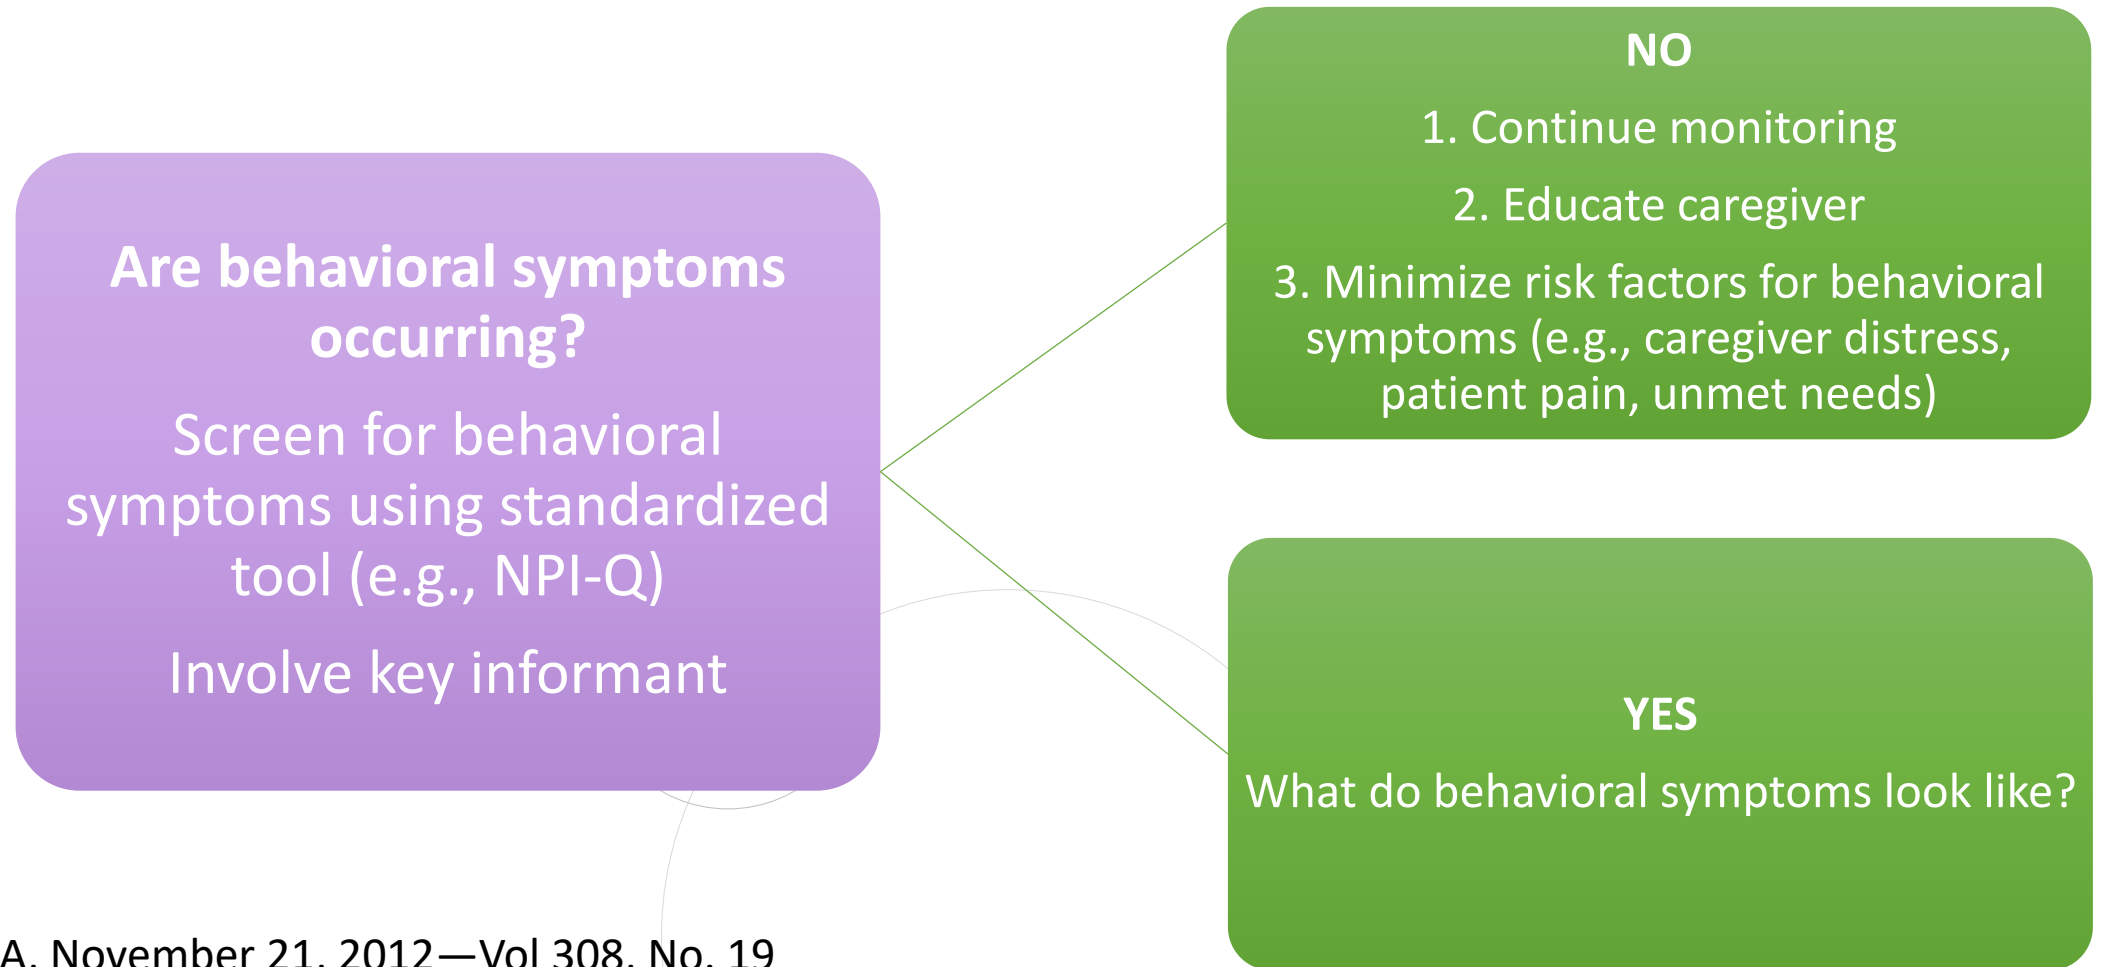 Are behavioral symptoms
occurring?
Screen for behavioral
symptoms using standardized
tool (e.g., NPI-Q)
Involve key informant
NO
1. Continue monitoring
2. Educate caregiver
3. Minimize risk factors for behavioral
symptoms (e.g., caregiver distress,
patient pain, unmet needs)
YES
What do behavioral symptoms look like?
A, November 21, 2012—Vol 308, No. 19